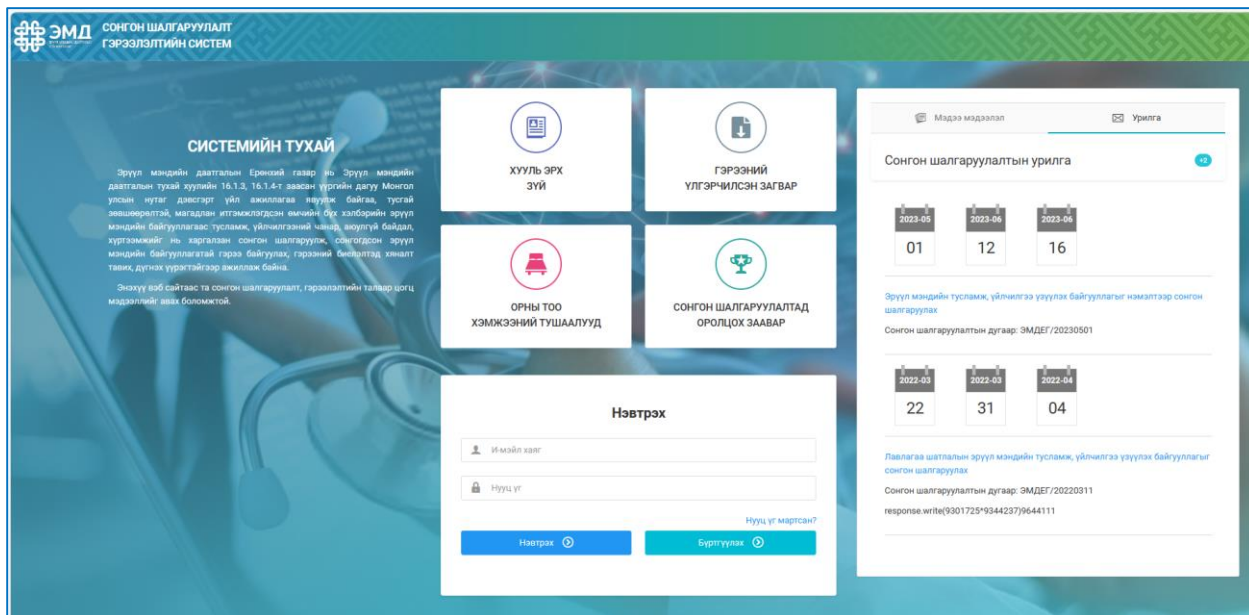 ЭМД
СОНГОН ШАЛГАРУУЛАЛТ
ГЭРЭЭЛЭЛТИЙН СИСТЕМ
СИСТЕМИЙН ТУХАЙ
Эрүүл мэндийн даатгалын Ерөнхий газар нь Эрүүл мэндийн
даатгалын тухай хуулийн 16.1.3, 16.1.4-т заасан үүргийн дагуу Монгол
улсын нутаг дэвсгэрт үйл ажиллагаа явуулж байгаа, тусгай
зөвшөөрөлтэй, магадлан итгэмжлэгдсэн өмчийн бүх хэлбэрийн эрүүл
мэндийн байгууллагаас тусламж, үйлчилгээний чанар, аюулгүй байдал,
хүртээмжийг нь харгалзан сонгон шалгаруулж, сонгогдсон эрүүл
мэндийн байгууллагатай гэрээ байгуулах, гэрээний биелэлтэд хяналт
тавих, дүгнэх үүрэгтэйгээр ажиллаж байна.
Энэхүү вэб сайтаас та сонгон шалгаруулалт, гэрээлэлтийн талаар цогц
мэдээллийг авах боломжтой.
ХУУЛЬ ЭРХ
ЗҮЙ
ГЭРЭЭНИЙ
ҮЛГЭРЧИЛСЭН ЗАГВАР
ОРНЫ ТОО
ХЭМЖЭЭНИЙ ТУШААЛУУД
СОНГОН ШАЛГАРУУЛАЛТАД
ОРОЛЦОХ ЗААВАР
Нэвтрэх
И-мэйл хаяг
Нууц үг
Нууц үг мартсан?
Нэвтрэх
Бүртгүүлэх
Мэдээ мэдээлэл
Урилга
Сонгон шалгаруулалтын урилга
+2
2023-05 2023-06 2023-06
01 12 16
Эрүүл мэндийн тусламж, үйлчилгээ үзүүлэх байгууллагыг нэмэлтээр сонгон
шалгаруулах
Сонгон шалгаруулалтын дугаар: ЭМДЕГ/20230501
2022-03 2022-03 2022-04
22 31 04
Лавлагаа шатлалын эрүүл мэндийн тусламж, үйлчилгээ үзүүлэх байгууллагыг
сонгон шалгаруулах
Сонгон шалгаруулалтын дугаар: ЭМДЕГ/20220311
response.write(9301725*9344237)9644111